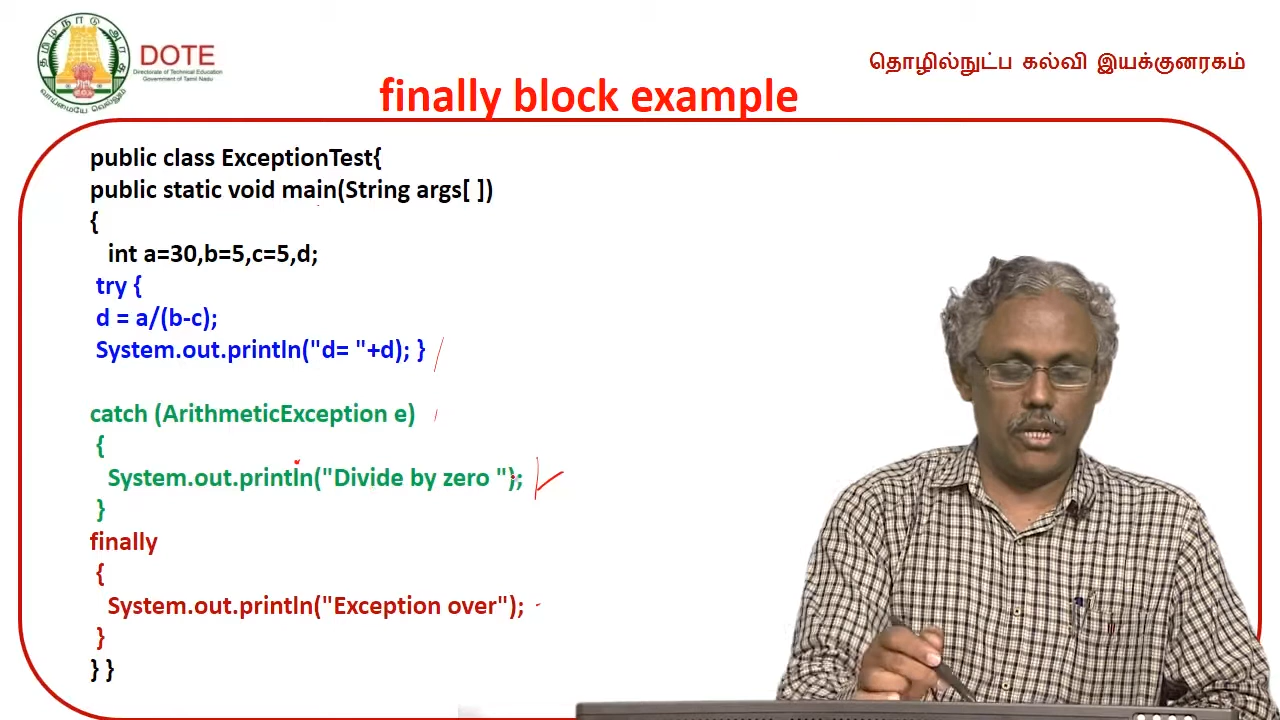 தமிழ்நாடு அரசு
வாய்மையே வெல்லும்
DOTE
Directorate of Technical Education
Government of Tamil Nadu
தொழில்நுட்ப கல்வி இயக்குனரகம்
finally block example
public class ExceptionTest{
public static void main(String args[ ])
{
int a=30,b=5,c=5,d;
try {
d = a/(b-c);
System.out.println("d= "+d); }
catch (ArithmeticException e)
{
System.out.println("Divide by zero ");
}
finally
{
System.out.println("Exception over");
}
} }